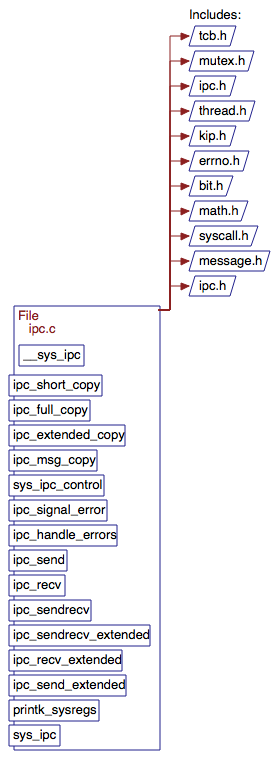 Includes:
tcb.h
mutex.h
ipc.h
thread.h
kip.h
errno.h
bit.h
math.h
syscall.h
message.h
ipc.h
File
ipc.c
__sys_ipc
ipc_short_copy
ipc_full_copy
ipc_extended_copy
ipc_msg_copy
sys_ipc_control
ipc_signal_error
ipc_handle_errors
ipc_send
ipc_recv
ipc_sendrecv
ipc_sendrecv_extended
ipc_recv_extended
ipc_send_extended
printk_sysregs
sys_ipc